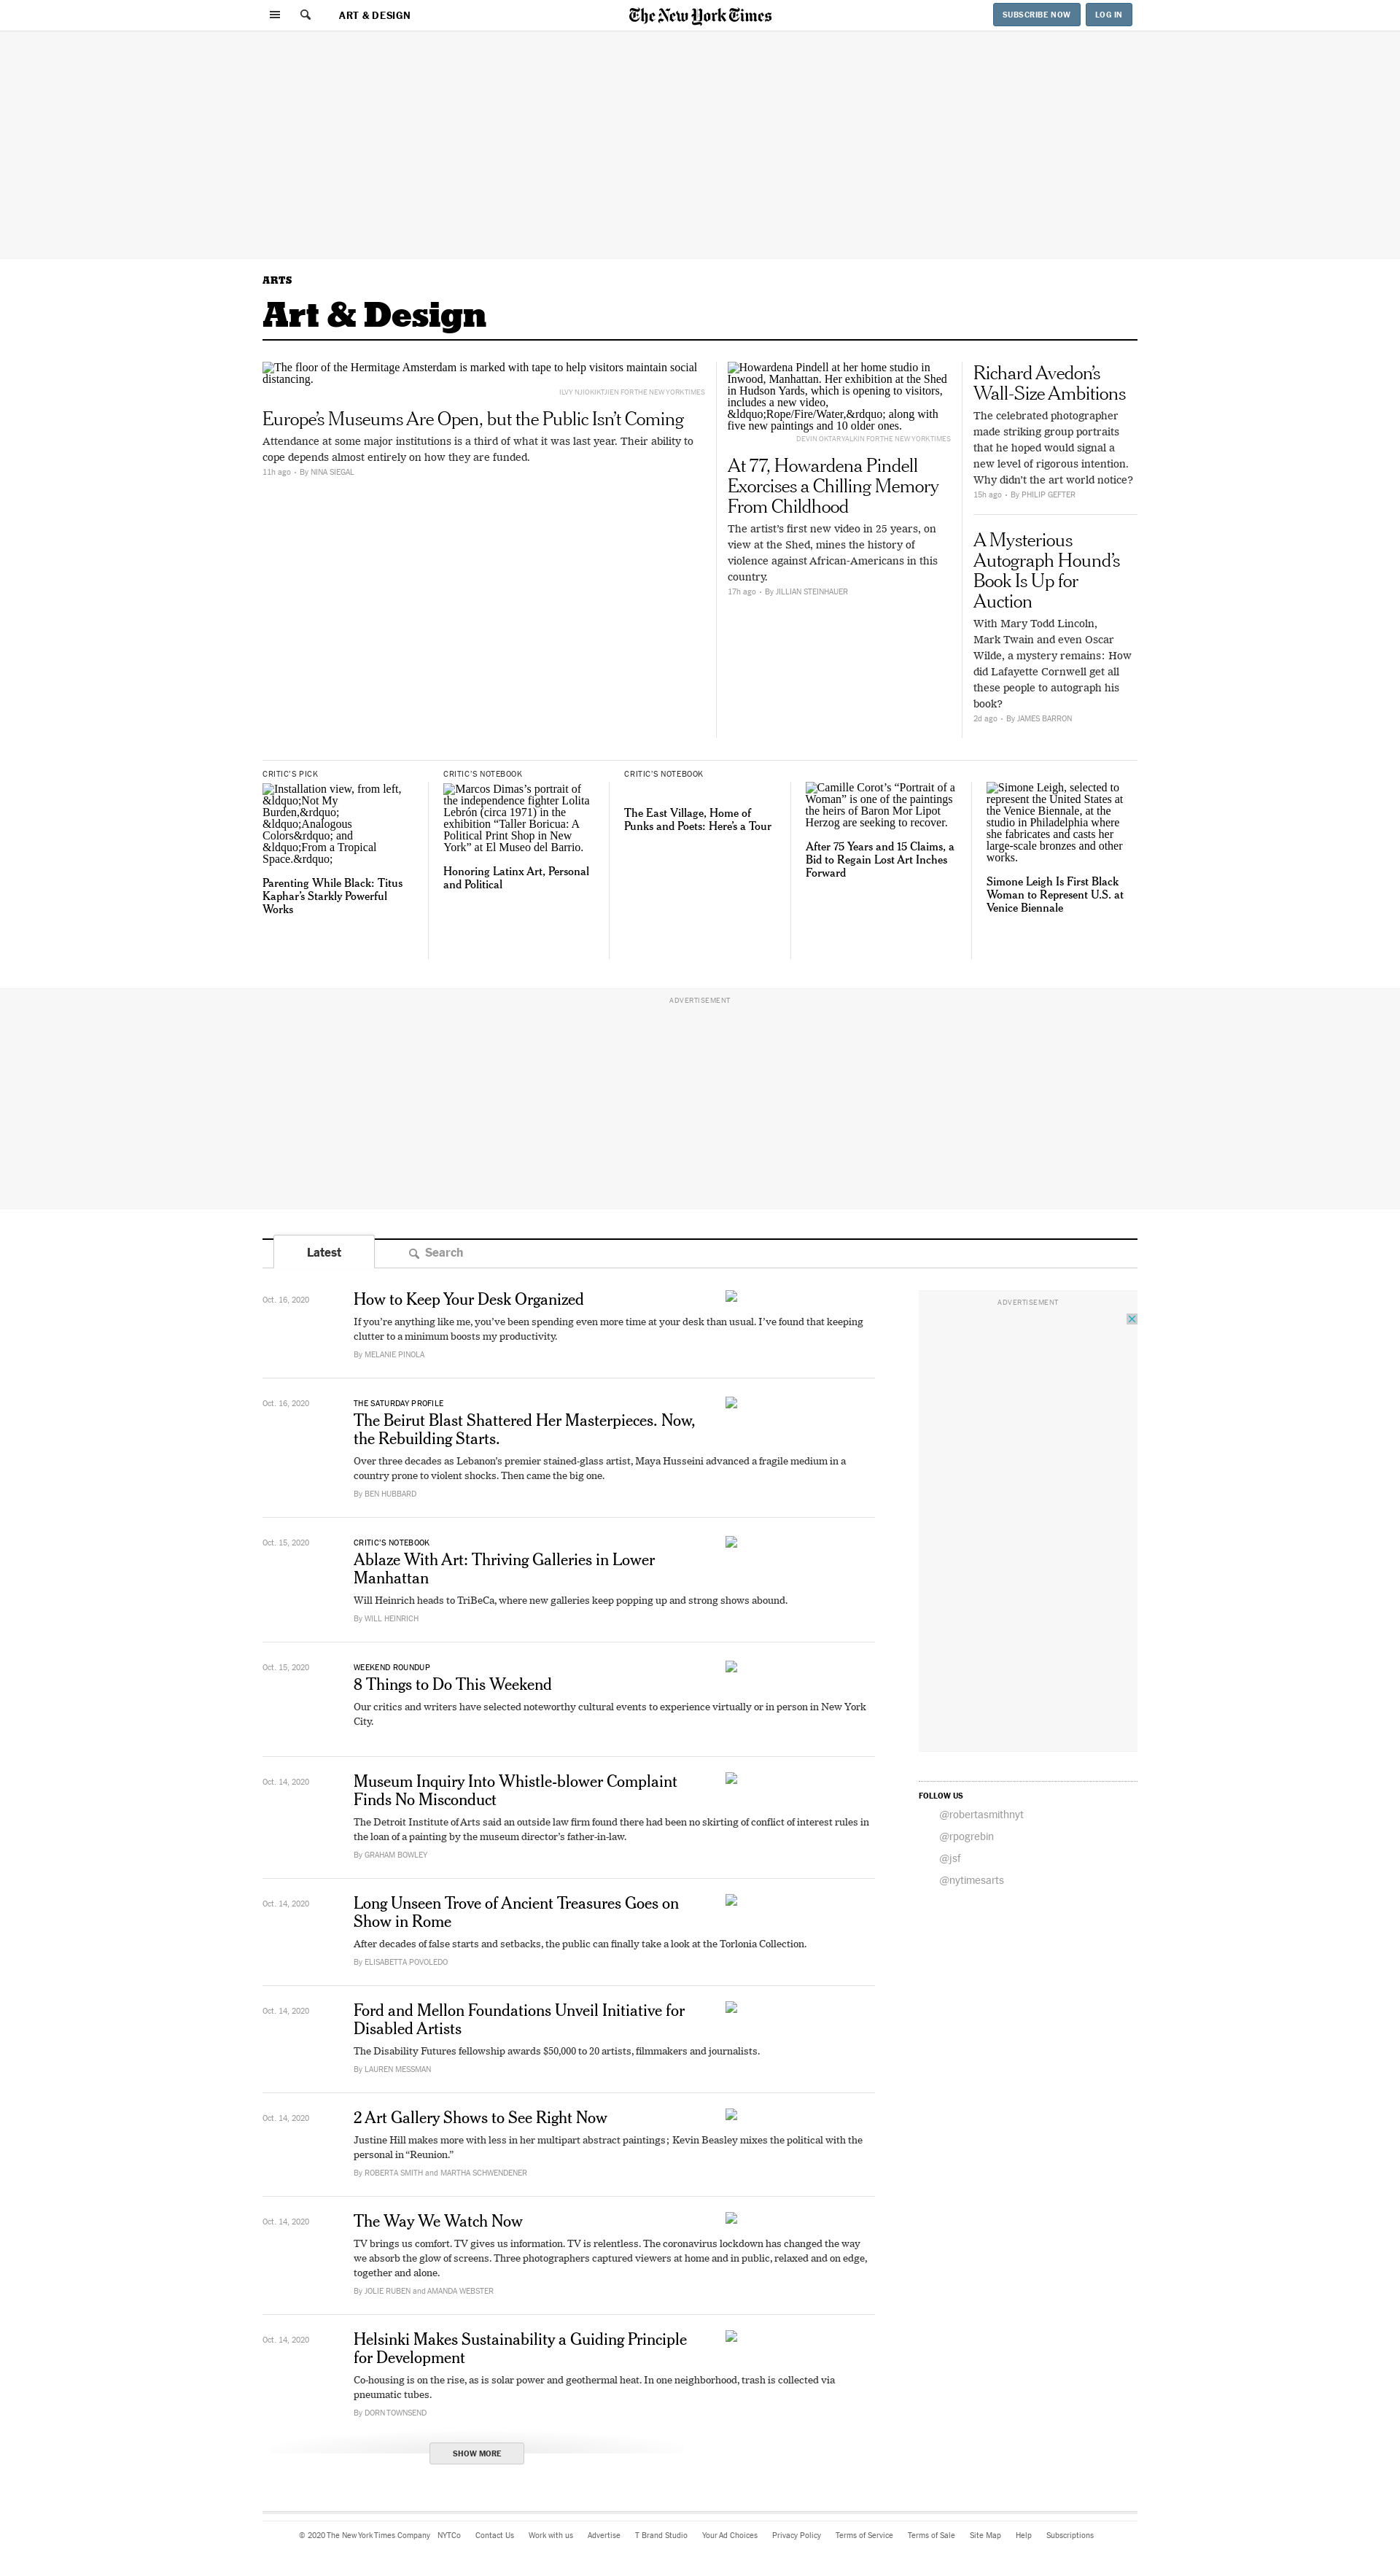 ART & DESIGN
The New York Times
SUBSCRIBE NOW
LOG IN
ARTS
Art & Design
The floor of the Hermitage Amsterdam is marked with tape to help visitors maintain social
distancing.
ILVY NJIOKIKTJIEN FOR THE NEW YORK TIMES
Europe's Museums Are Open, but the Public Isn't Coming
Attendance at some major institutions is a third of what it was last year. Their ability to
cope depends almost entirely on how they are funded.
11h ago • By NINA SIEGAL
Howardena Pindell at her home studio in
Inwood, Manhattan. Her exhibition at the Shed
in Hudson Yards, which is opening to visitors,
includes a new video,
&ldquo;Rope/Fire/Water,&rdquo; along with
five new paintings and 10 older ones.
DEVIN OKTAR YALKIN FOR THE NEW YORK TIMES
At 77, Howardena Pindell
Exorcises a Chilling Memory
From Childhood
The artist's first new video in 25 years, on
view at the Shed, mines the history of
violence against African-Americans in this
country.
17h ago • By JILLIAN STEINHAUER
Richard Avedon's
Wall-Size Ambitions
The celebrated photographer
made striking group portraits
that he hoped would signal a
new level of rigorous intention.
Why didn't the art world notice?
15h ago • By PHILIP GEFTER
A Mysterious
Autograph Hound's
Book Is Up for
Auction
With Mary Todd Lincoln,
Mark Twain and even Oscar
Wilde, a mystery remains: How
did Lafayette Cornwell get all
these people to autograph his
book?
2d ago • By JAMES BARRON
CRITIC'S PICK
Installation view, from left,
&ldquo;Not My
Burden,&rdquo;
&ldquo;Analogous
Colors&rdquo; and
&ldquo;From a Tropical
Space.&rdquo;
Parenting While Black: Titus
Kaphar's Starkly Powerful
Works
CRITIC'S NOTEBOOK
Marcos Dimas's portrait of
the independence fighter Lolita
Lebrón (circa 1971) in the
exhibition “Taller Boricua: A
Political Print Shop in New
York” at El Museo del Barrio.
Honoring Latinx Art, Personal
and Political
CRITIC'S NOTEBOOK
The East Village, Home of
Punks and Poets: Here's a Tour
Camille Corot's “Portrait of a
Woman” is one of the paintings
the heirs of Baron Mor Lipot
Herzog are seeking to recover.
After 75 Years and 15 Claims, a
Bid to Regain Lost Art Inches
Forward
Simone Leigh, selected to
represent the United States at
the Venice Biennale, at the
studio in Philadelphia where
she fabricates and casts her
large-scale bronzes and other
works.
Simone Leigh Is First Black
Woman to Represent U.S. at
Venice Biennale
ADVERTISEMENT
Latest
Search
Oct. 16, 2020
How to Keep Your Desk Organized
If you're anything like me, you've been spending even more time at your desk than usual. I've found that keeping
clutter to a minimum boosts my productivity.
By MELANIE PINOLA
Oct. 16, 2020
THE SATURDAY PROFILE
The Beirut Blast Shattered Her Masterpieces. Now,
the Rebuilding Starts.
Over three decades as Lebanon's premier stained-glass artist, Maya Husseini advanced a fragile medium in a
country prone to violent shocks. Then came the big one.
By BEN HUBBARD
Oct. 15, 2020
CRITIC'S NOTEBOOK
Ablaze With Art: Thriving Galleries in Lower
Manhattan
Will Heinrich heads to TriBeCa, where new galleries keep popping up and strong shows abound.
By WILL HEINRICH
Oct. 15, 2020
WEEKEND ROUNDUP
8 Things to Do This Weekend
Our critics and writers have selected noteworthy cultural events to experience virtually or in person in New York
City.
Oct. 14, 2020
Museum Inquiry Into Whistle-blower Complaint
Finds No Misconduct
The Detroit Institute of Arts said an outside law firm found there had been no skirting of conflict of interest rules in
the loan of a painting by the museum director's father-in-law.
By GRAHAM BOWLEY
Oct. 14, 2020
Long Unseen Trove of Ancient Treasures Goes on
Show in Rome
After decades of false starts and setbacks, the public can finally take a look at the Torlonia Collection.
By ELISABETTA POVOLEDO
Oct. 14, 2020
Ford and Mellon Foundations Unveil Initiative for
Disabled Artists
The Disability Futures fellowship awards $50,000 to 20 artists, filmmakers and journalists.
By LAUREN MESSMAN
Oct. 14, 2020
2 Art Gallery Shows to See Right Now
Justine Hill makes more with less in her multipart abstract paintings; Kevin Beasley mixes the political with the
personal in “Reunion.”
By ROBERTA SMITH and MARTHA SCHWENDENER
Oct. 14, 2020
The Way We Watch Now
TV brings us comfort. TV gives us information. TV is relentless. The coronavirus lockdown has changed the way
we absorb the glow of screens. Three photographers captured viewers at home and in public, relaxed and on edge,
together and alone.
By JOLIE RUBEN and AMANDA WEBSTER
Oct. 14, 2020
Helsinki Makes Sustainability a Guiding Principle
for Development
Co-housing is on the rise, as is solar power and geothermal heat. In one neighborhood, trash is collected via
pneumatic tubes.
By DORN TOWNSEND
SHOW MORE
ADVERTISEMENT
FOLLOW US
@robertasmithnyt
@rpogrebin
@jsf
@nytimesarts
© 2020 The New York Times Company NYTCo Contact Us Work with us Advertise T Brand Studio Your Ad Choices Privacy Policy Terms of Service Terms of Sale Site Map Help Subscriptions